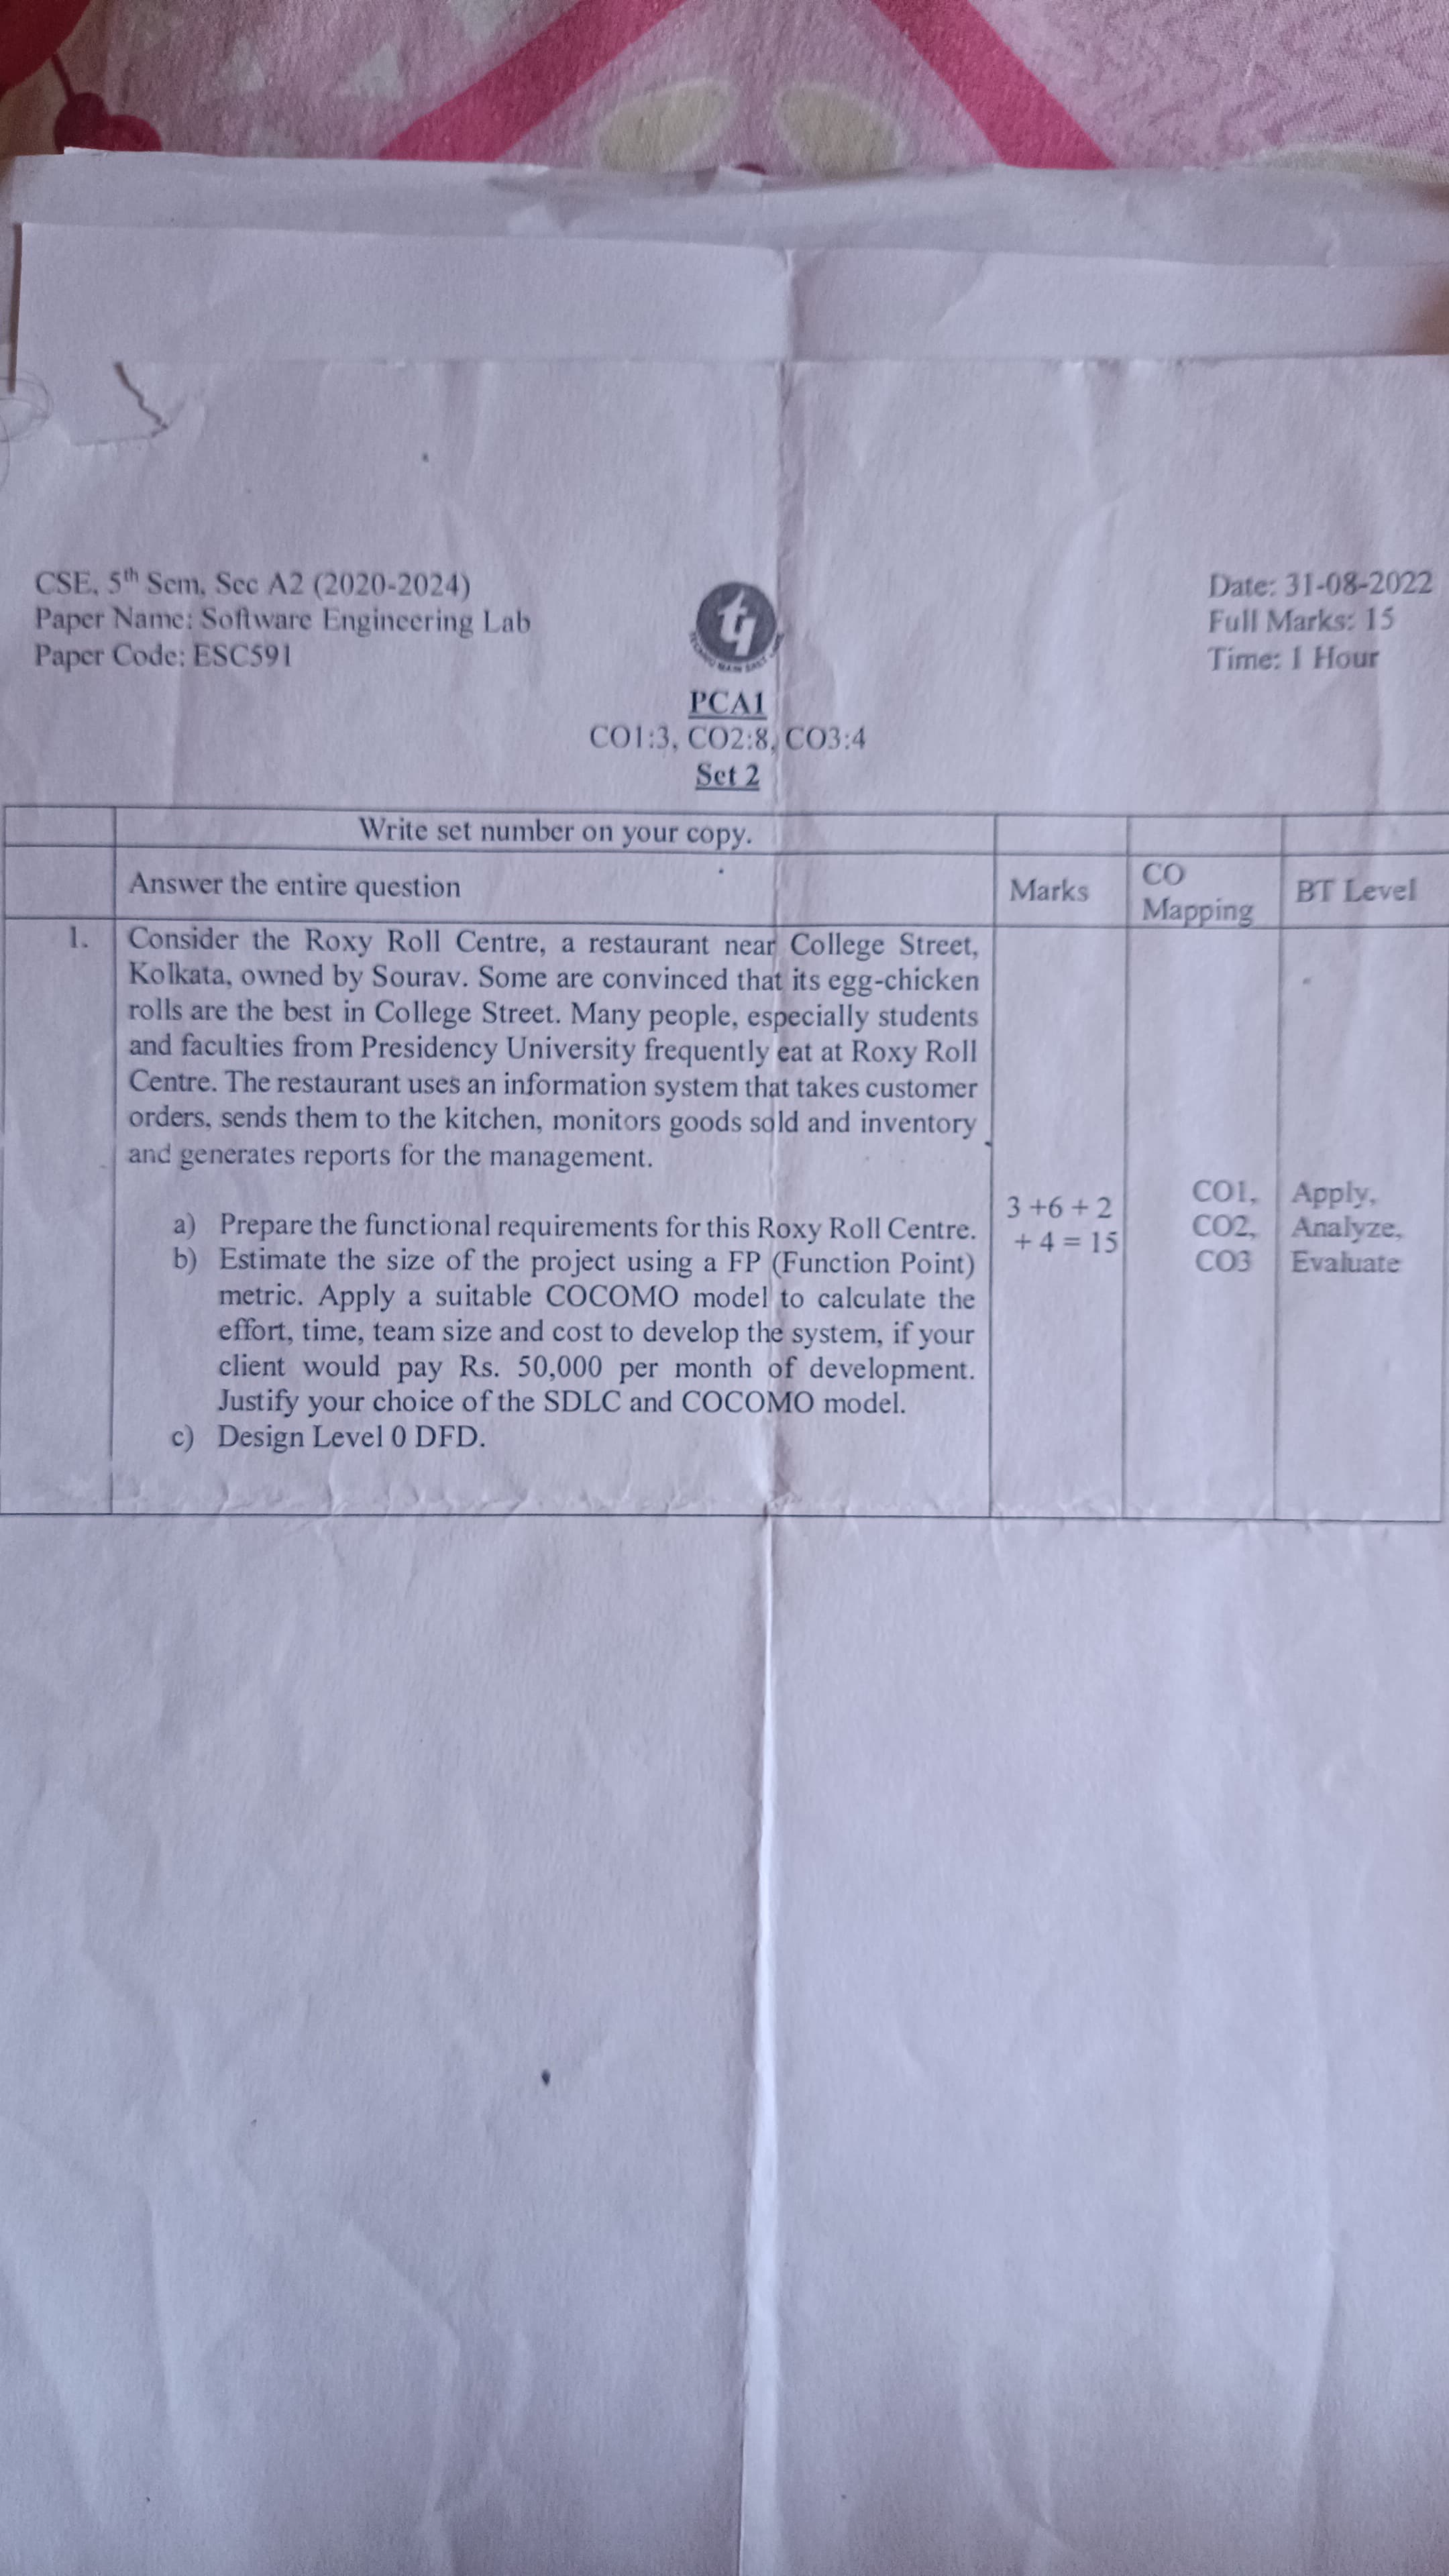 CSE, 5th Sem, Sec A2 (2020-2024)
Paper Name: Software Engineering Lab
Paper Code: ESC591
Date: 31-08-2022
Full Marks: 15
Time: 1 Hour
PCA1
CO1:3, CO2:8, CO3:4
Set 2
Write set number on your copy.
Answer the entire question
Marks
CO
Mapping
BT Level
1. Consider the Roxy Roll Centre, a restaurant near College Street,
Kolkata, owned by Sourav. Some are convinced that its egg-chicken
rolls are the best in College Street. Many people, especially students
and faculties from Presidency University frequently eat at Roxy Roll
Centre. The restaurant uses an information system that takes customer
orders, sends them to the kitchen, monitors goods sold and inventory
and generates reports for the management.
a) Prepare the functional requirements for this Roxy Roll Centre.
b) Estimate the size of the project using a FP (Function Point)
metric. Apply a suitable COCOMO model to calculate the
effort, time, team size and cost to develop the system, if your
client would pay Rs. 50,000 per month of development.
Justify your choice of the SDLC and COCOMO model.
c) Design Level 0 DFD.
3 +6 + 2
+ 4 = 15
CO1,
CO2,
CO3
Apply,
Analyze,
Evaluate